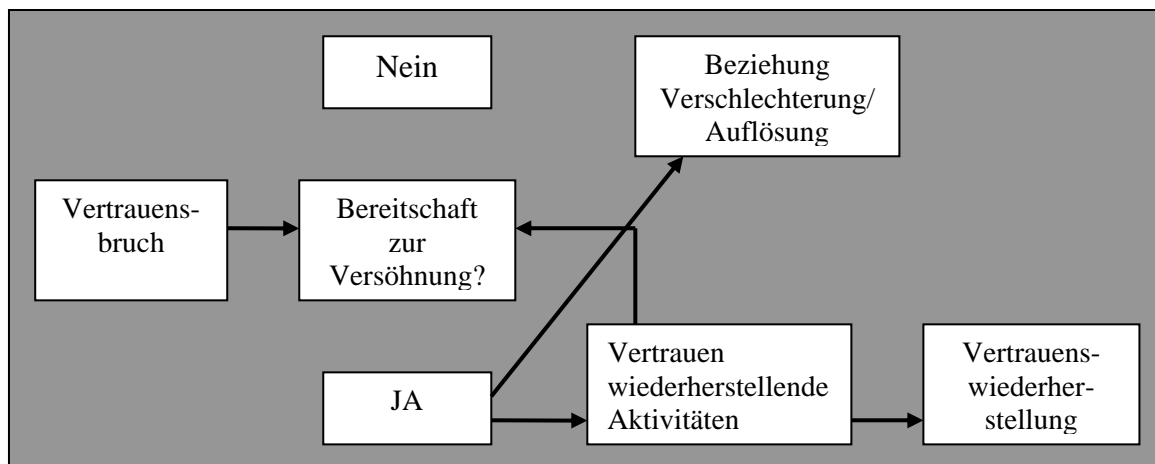 Nein
Beziehung
Verschlechterung/
Auflösung
Vertrauens-
bruch
Bereitschaft
zur
Versöhnung?
JA
Vertrauen
wiederherstellende
Aktivitäten
Vertrauens-
wiederher-
stellung